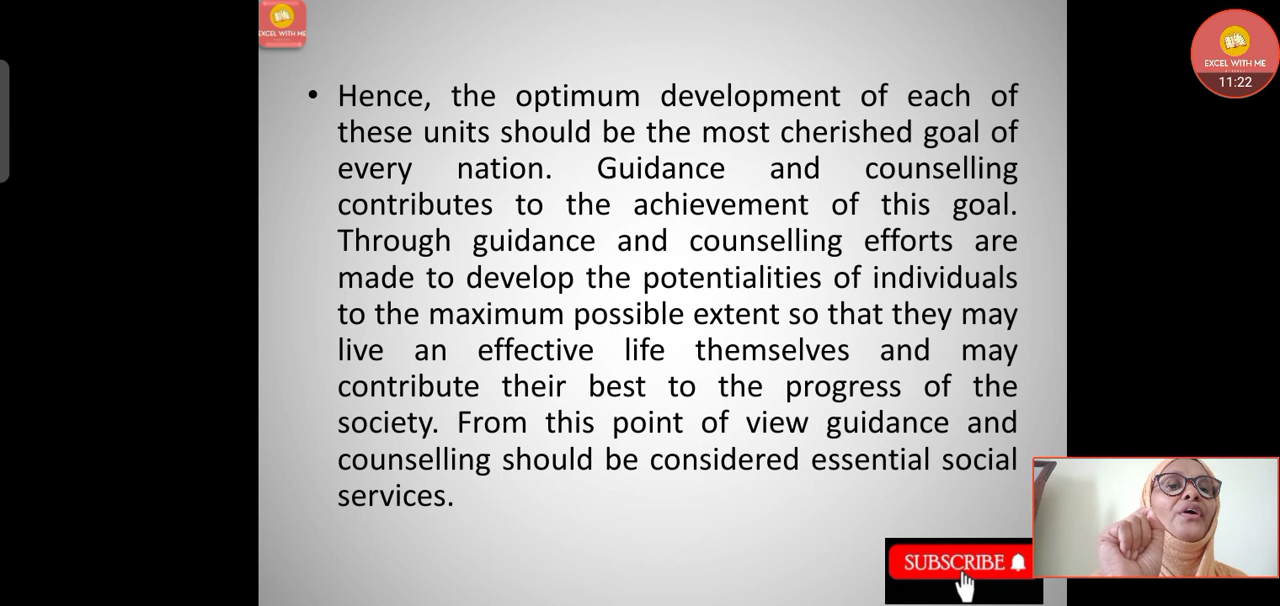 EXCEL WITH ME
EXCEL WITH ME
11:22
• Hence, the optimum development of each of
these units should be the most cherished goal of
every nation. Guidance and counselling
contributes to the achievement of this goal.
Through guidance and counselling efforts are
made to develop the potentialities of individuals
to the maximum possible extent so that they may
live an effective life themselves and may
contribute their best to the progress of the
society. From this point of view guidance and
counselling should be considered essential social
services.
SUBSCRIBE